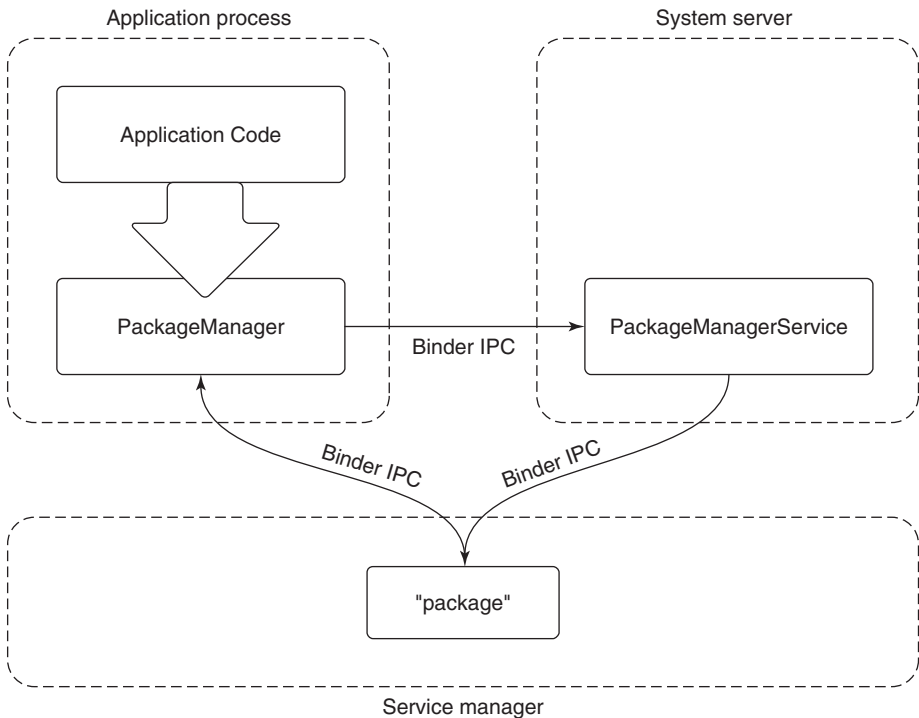 Application process
System server
Application Code
PackageManager
Binder IPC
PackageManagerService
Binder IPC
Binder IPC
"package"
Service manager